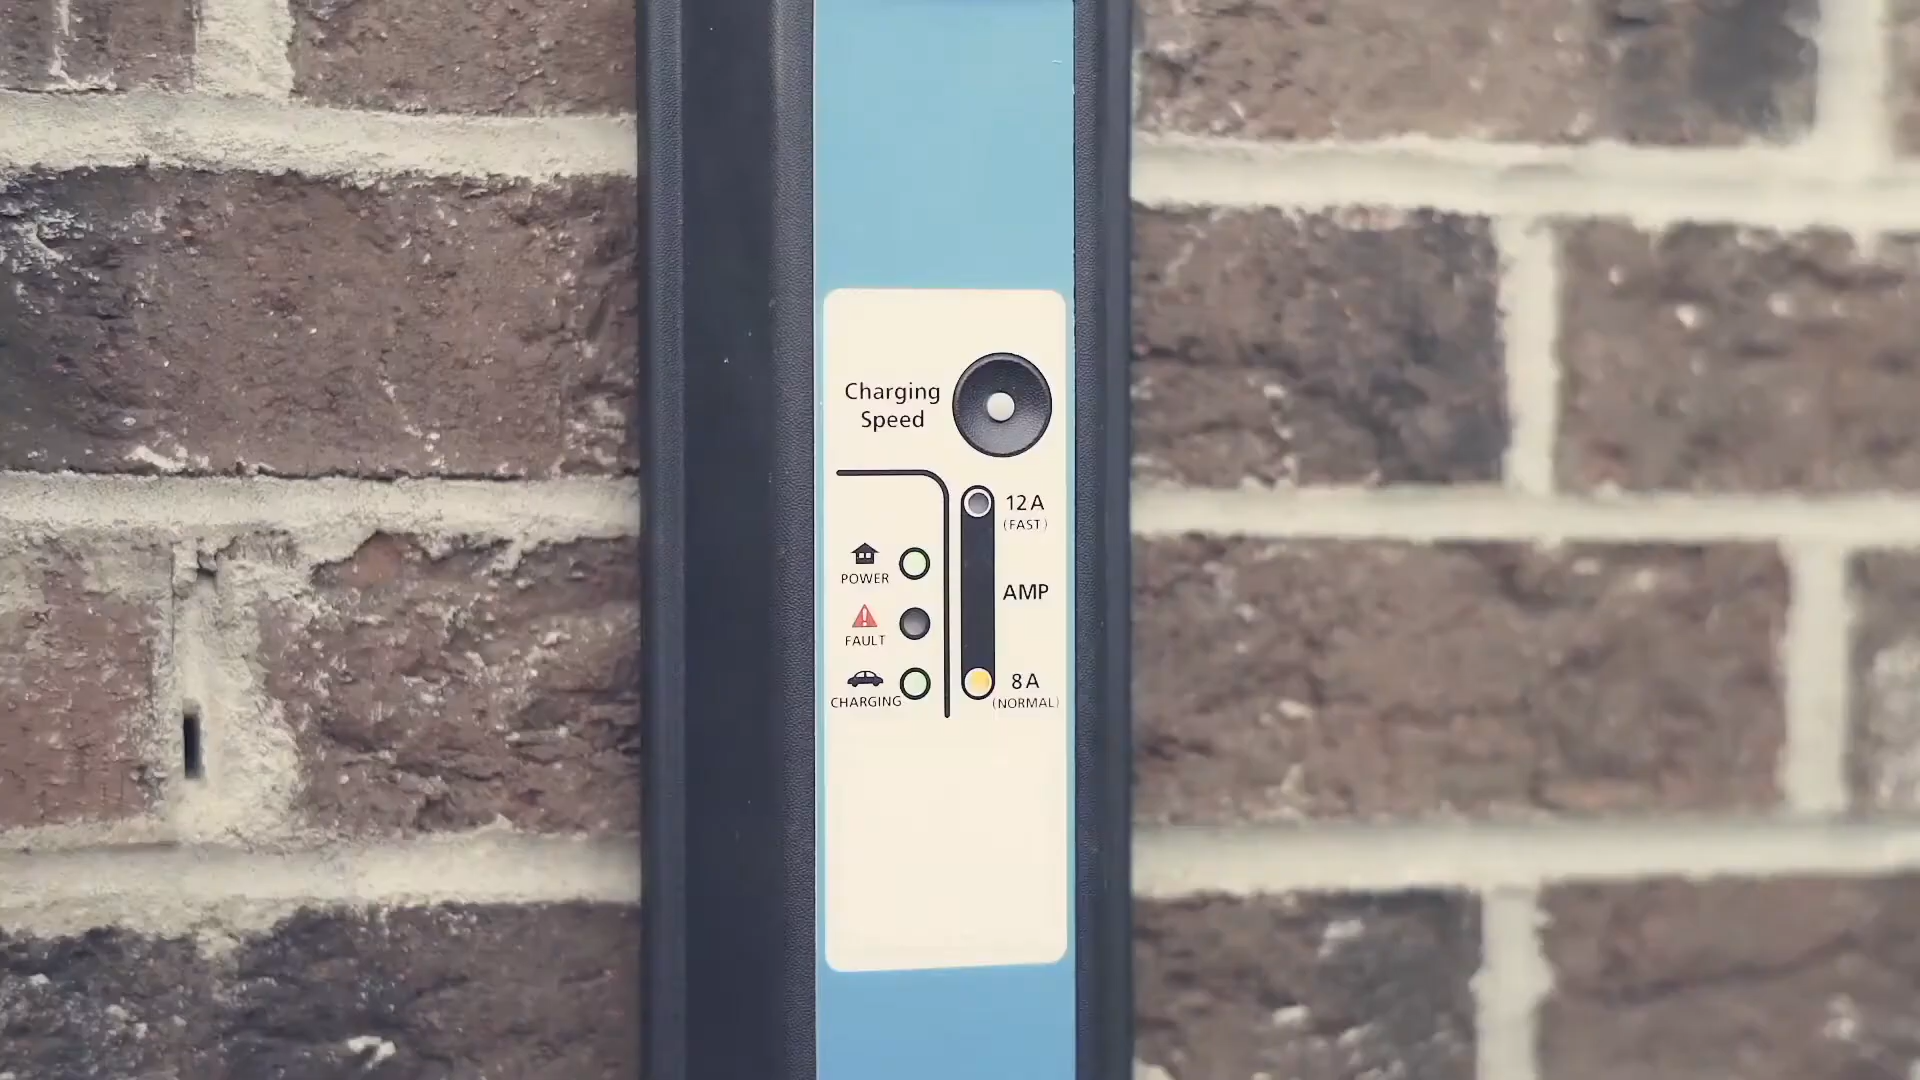 Charging
Speed
12A
(FAST)
POWER
AMP
FAULT
8A
CHARGING
(NORMAL)